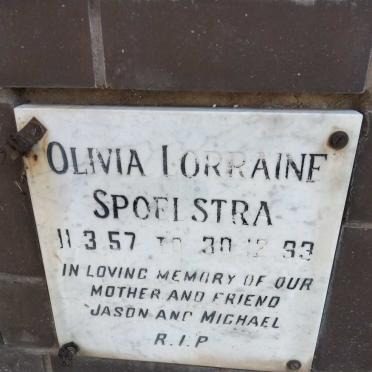 OLIVIA LORRAINE
SPOELSTRA
11.3.57 TO 30.12.93
IN LOVING MEMORY OF OUR
MOTHER AND FRIEND
JASON AND MICHAEL
R.I.P